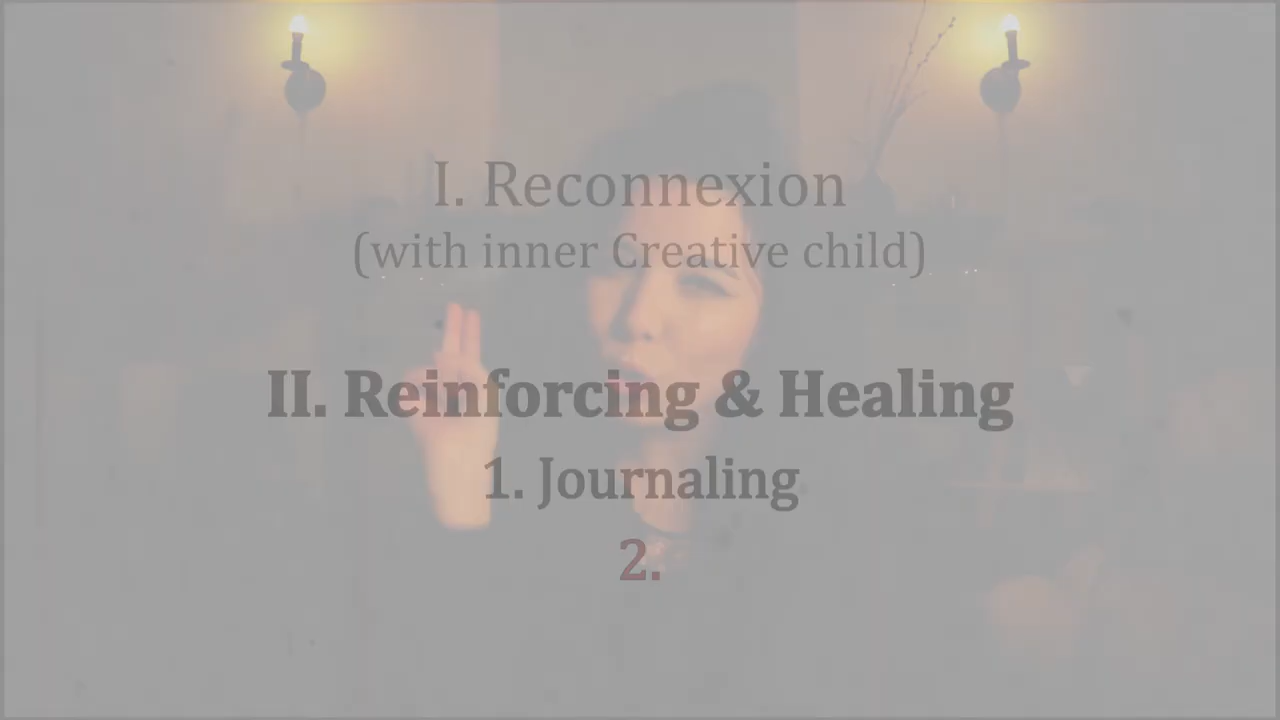 I. Reconnexion
(with inner Creative child)
II. Reinforcing & Healing
1. Journaling
2.